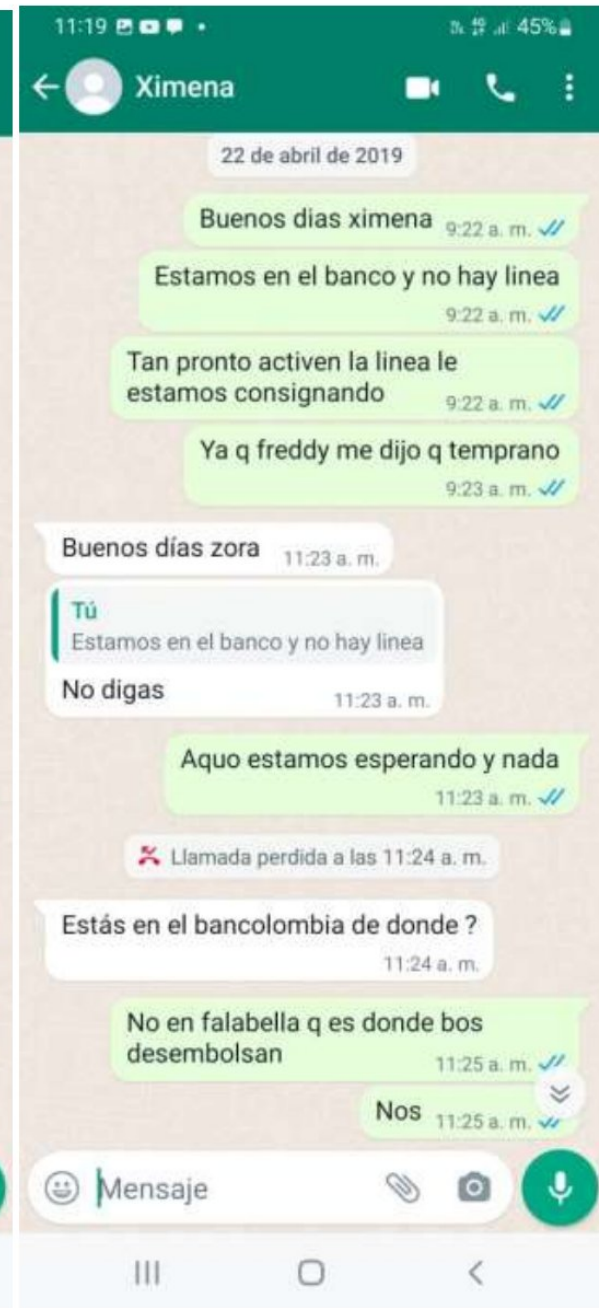 11:19
45%
Ximena
22 de abril de 2019
Buenos dias ximena 9:22 a. m.
Estamos en el banco y no hay linea
9:22 a. m.
Tan pronto activen la linea le
estamos consignando 9:22 a. m.
Ya q freddy me dijo q temprano
9:23 a. m.
Buenos días zora 11:23 a. m.
Tú
Estamos en el banco y no hay linea
No digas 11:23 a. m.
Aquo estamos esperando y nada
11:23 a. m.
Llamada perdida a las 11:24 a. m.
Estás en el bancolombia de donde ?
11:24 a. m.
No en falabella q es donde bos
desembolsan 11:25 a. m.
Nos 11:25 a. m.
Mensaje